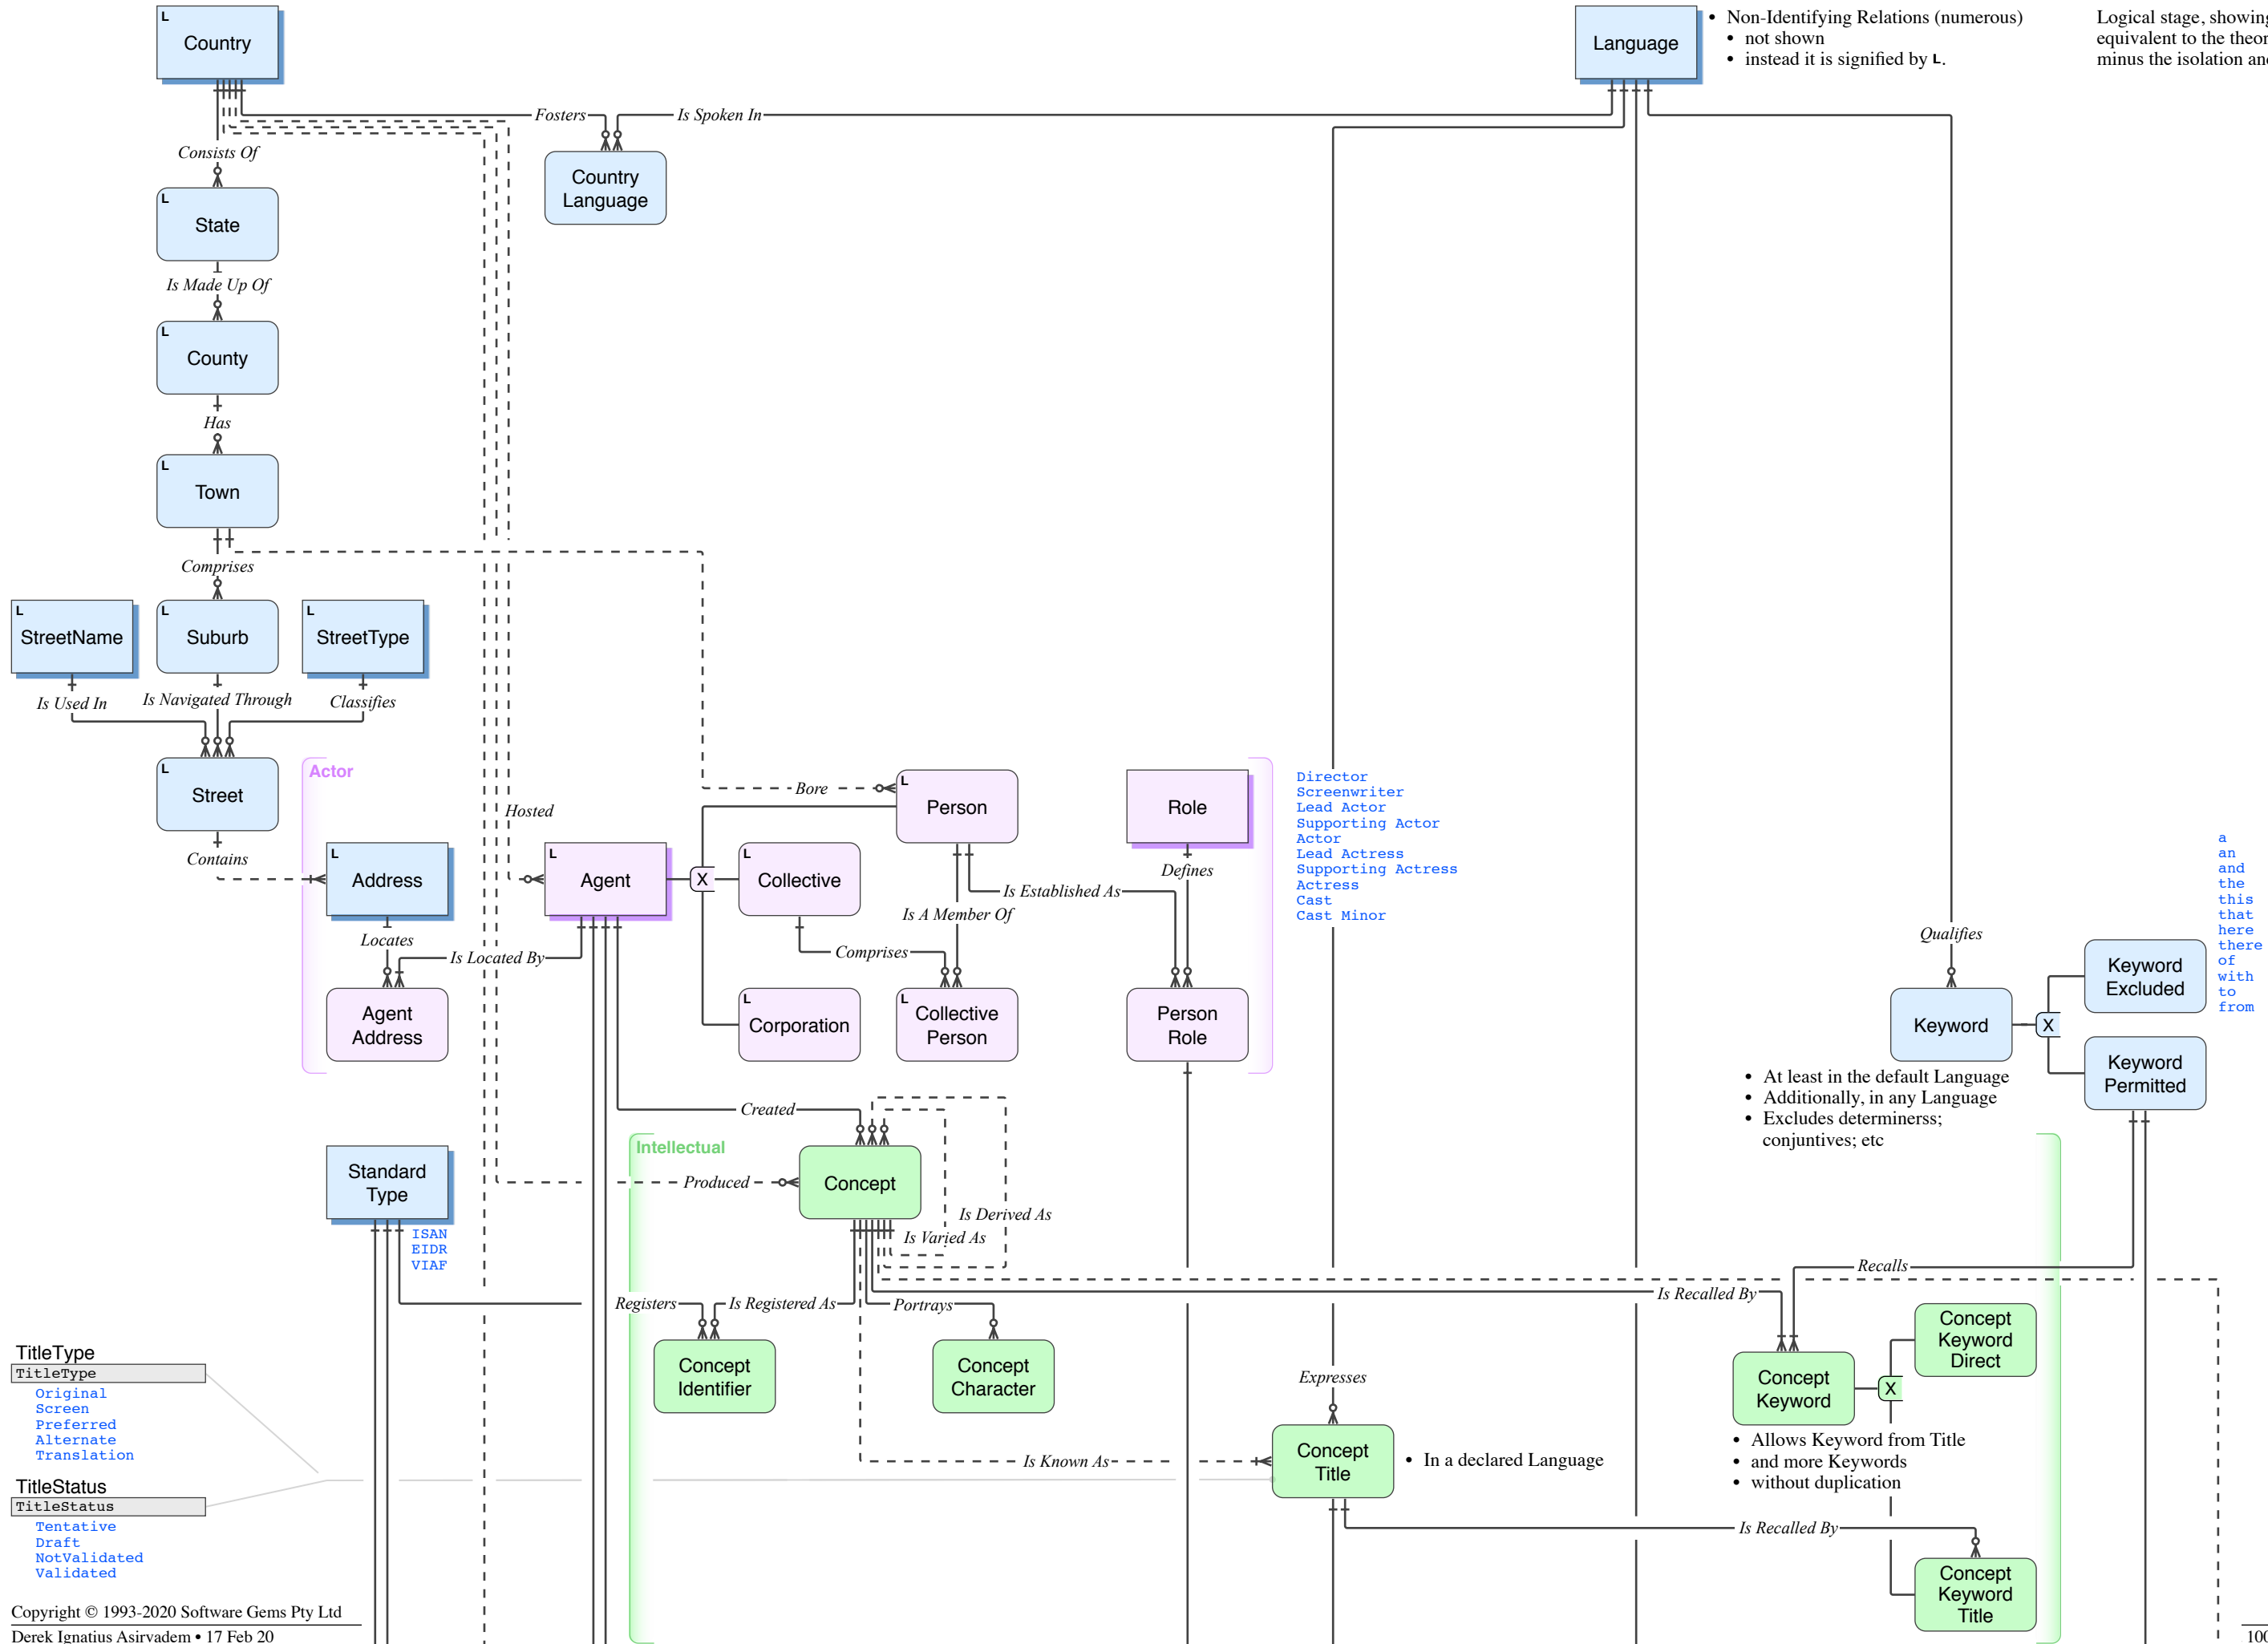 L
Country
L
Language
• Non-Identifying Relations (numerous)
• not shown
• instead it is signified by L.
Logical stage, showing
equivalent to the theor
minus the isolation and
Fosters
Is Spoken In
Consists Of
Country
Language
L
State
Is Made Up Of
L
County
Has
L
Town
Comprises
L
StreetName
L
Suburb
L
StreetType
Is Used In
Is Navigated Through
Classifies
L
Street
Contains
Actor
Hosted
Bore
L
Person
Role
Director
Screenwriter
Lead Actor
Supporting Actor
Actor
Lead Actress
Supporting Actress
Actress
Cast
Cast Minor
L
Address
L
Agent
X
L
Collective
Defines
Is Established As
Is A Member Of
Locates
Is Located By
Comprises
Agent
Address
L
Corporation
L
Collective
Person
Person
Role
Qualifies
a
an
and
the
this
that
here
there
of
with
to
from
Keyword
Excluded
Keyword
X
Keyword
Permitted
• At least in the default Language
• Additionally, in any Language
• Excludes determinerss;
conjuntives; etc
Created
Intellectual
Standard
Type
ISAN
EIDR
VIAF
Produced
Concept
Is Derived As
Is Varied As
Recalls
Is Recalled By
Registers
Is Registered As
Portrays
Concept
Identifier
Concept
Character
Expresses
Concept
Keyword
Direct
Concept
Keyword
X
• Allows Keyword from Title
• and more Keywords
• without duplication
TitleType
TitleType
Original
Screen
Preferred
Alternate
Translation
Is Known As
Concept
Title
• In a declared Language
TitleStatus
TitleStatus
Tentative
Draft
NotValidated
Validated
Is Recalled By
Concept
Keyword
Title
Copyright © 1993-2020 Software Gems Pty Ltd
Derek Ignatius Asirvadem • 17 Feb 20
100